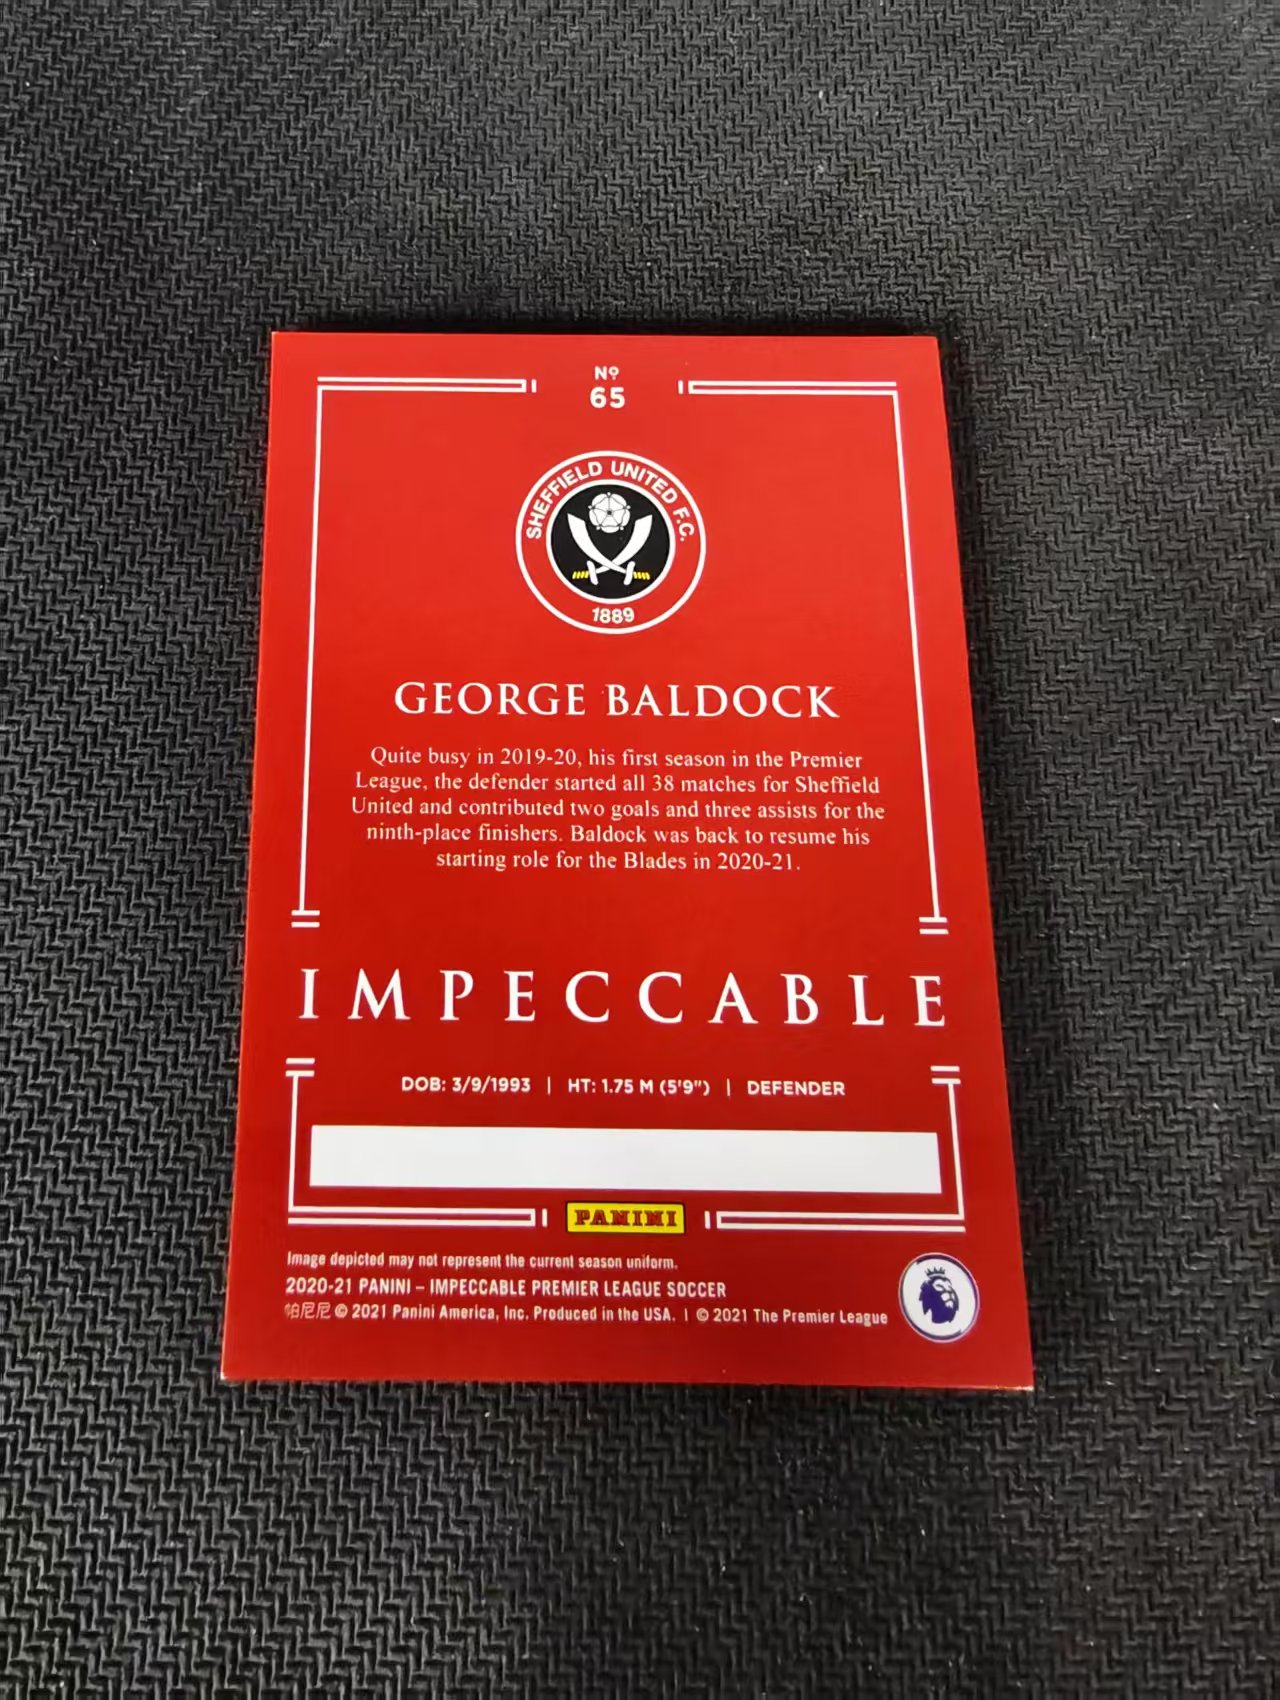 Nº
65
SHEFFIELD UNITED F.C.
1889
GEORGE BALDOCK
Quite busy in 2019-20, his first season in the Premier
League, the defender started all 38 matches for Sheffield
United and contributed two goals and three assists for the
ninth-place finishers. Baldock was back to resume his
starting role for the Blades in 2020-21.
IMPECCABLE
DOB: 3/9/1993 | HT: 1.75 M (5'9") | DEFENDER
PANINI
Image depicted may not represent the current season uniform.
2020-21 PANINI – IMPECCABLE PREMIER LEAGUE SOCCER
帕尼尼 © 2021 Panini America, Inc. Produced in the USA. | © 2021 The Premier League